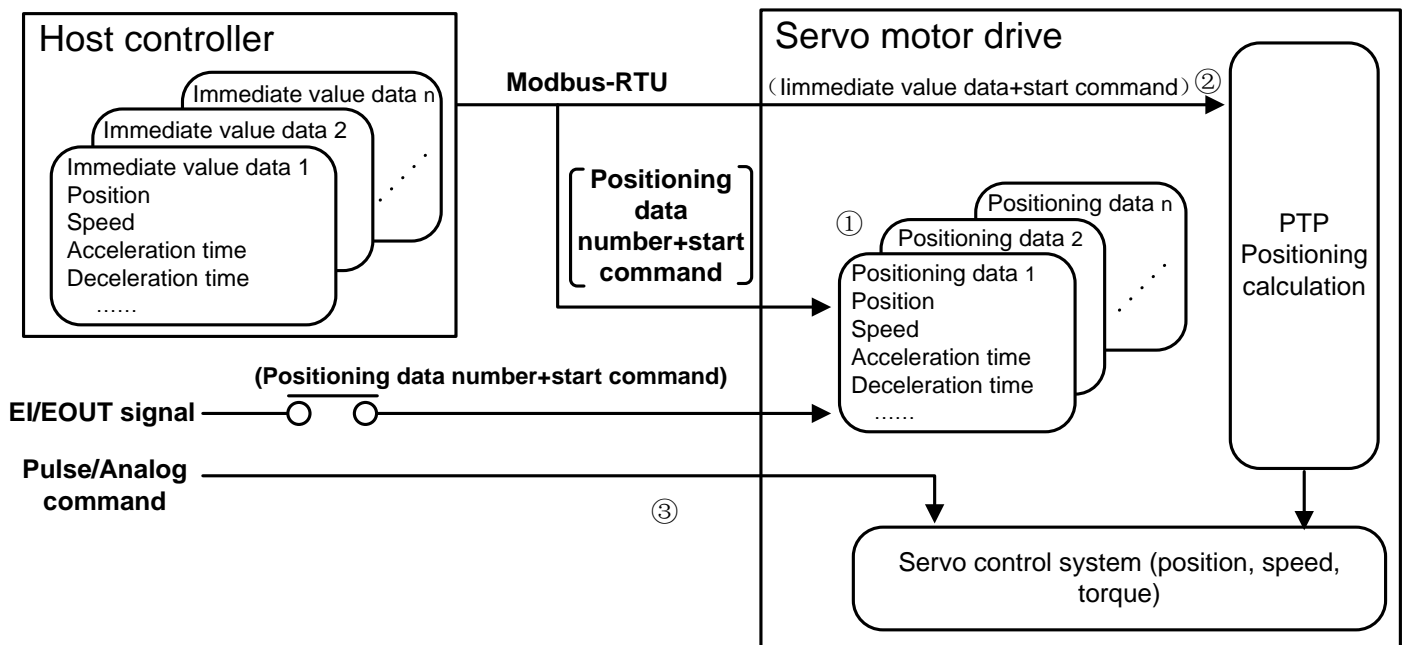 Host controller
Immediate value data n
Immediate value data 2
Immediate value data 1
Position
Speed
Acceleration time
Deceleration time
......
Modbus-RTU
Positioning
data
number+start
command
(Positioning data number+start command)
EI/EOUT signal
Pulse/Analog
command
③
Servo motor drive
（Iimmediate value data+start command）②
①
Positioning data n
Positioning data 2
Positioning data 1
Position
Speed
Acceleration time
Deceleration time
......
PTP
Positioning
calculation
Servo control system (position, speed,
torque)